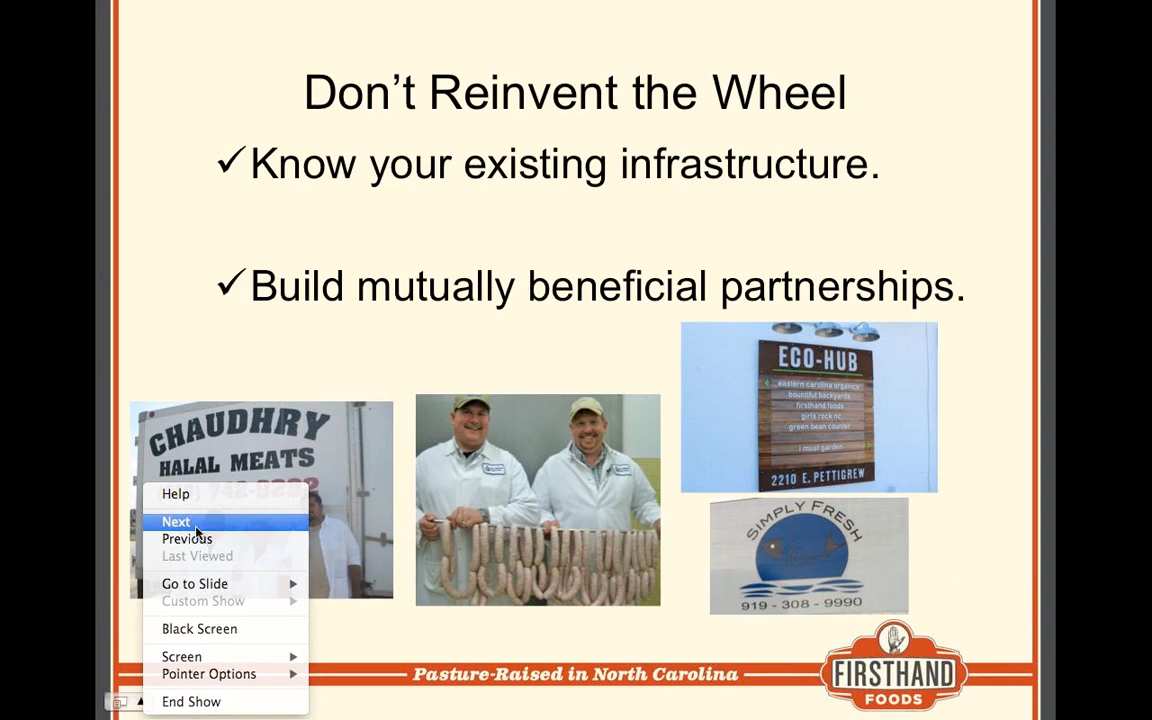 Don't Reinvent the Wheel
✓Know your existing infrastructure.
✓Build mutually beneficial partnerships.
ECO-HUB
eastern carolina organics
bountiful backyards
firsthand foods
girls rock nc
green bean counter
i must garden
2210 E. PETTIGREW
CHAUDHRY
HALAL MEATS
SIMPLY FRESH
919 - 308 - 9990
Help
Next
Previous
Last Viewed
Go to Slide
Custom Show
Black Screen
Screen
Pointer Options
End Show
Pasture-Raised in North Carolina
FIRSTHAND
FOODS